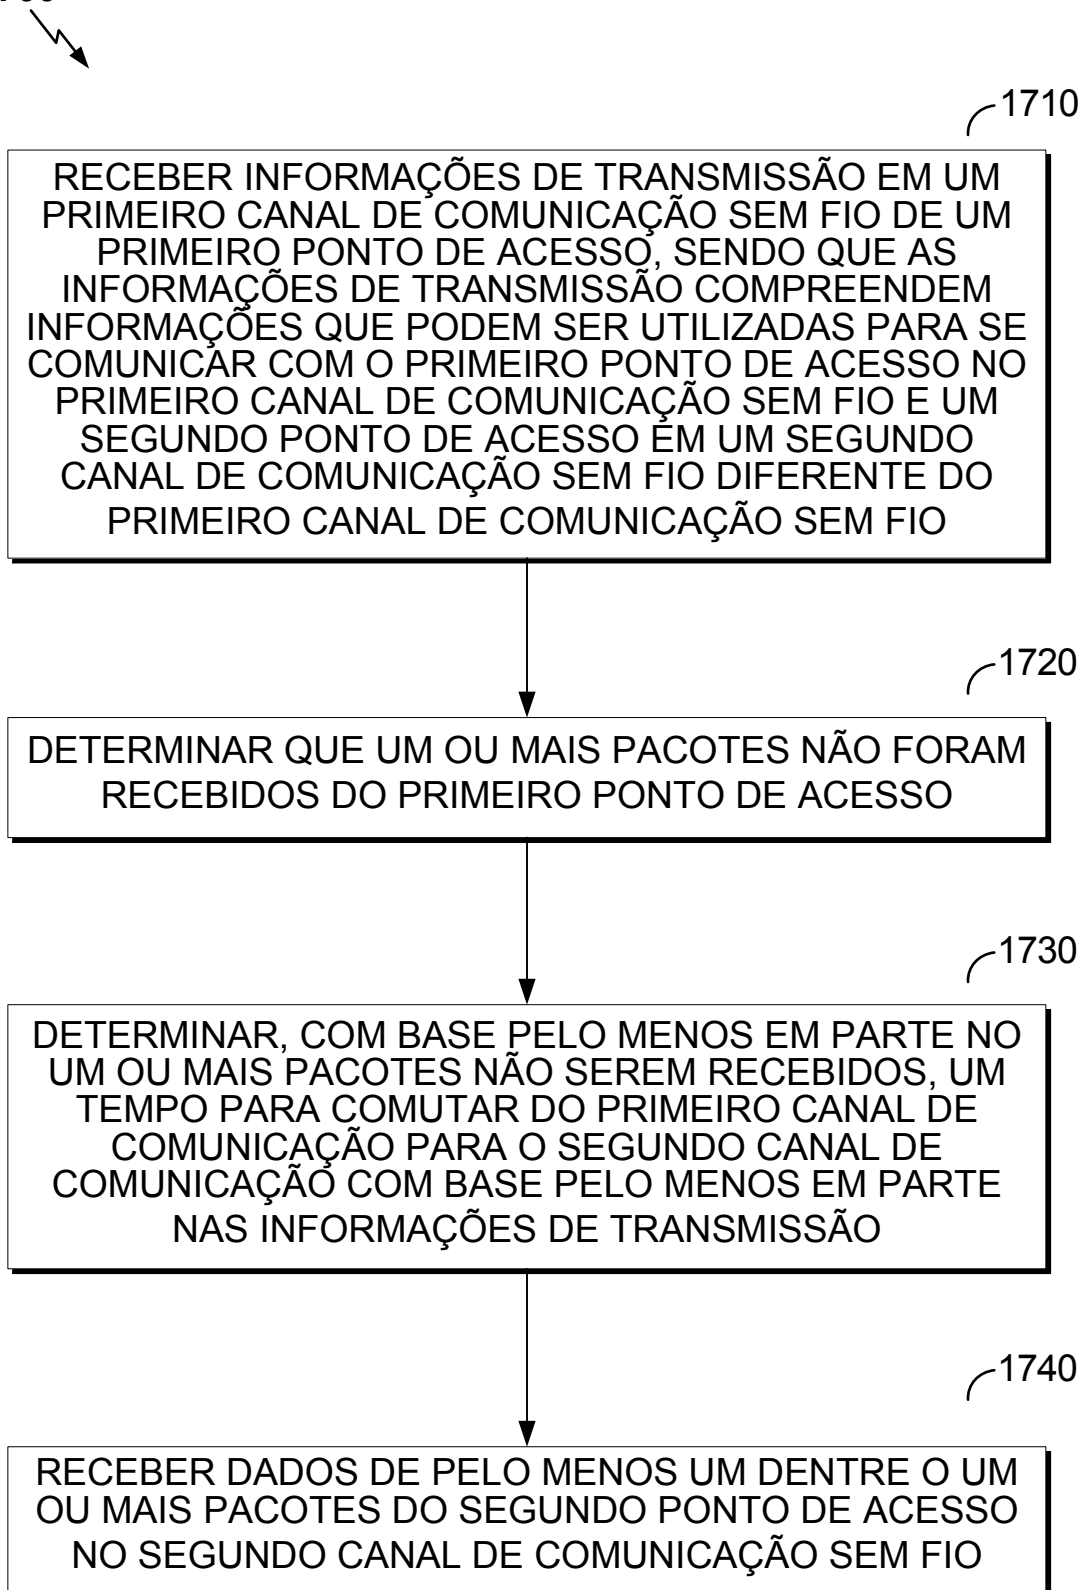 1710
RECEBER INFORMAÇÕES DE TRANSMISSÃO EM UM
PRIMEIRO CANAL DE COMUNICAÇÃO SEM FIO DE UM
PRIMEIRO PONTO DE ACESSO, SENDO QUE AS
INFORMAÇÕES DE TRANSMISSÃO COMPREENDEM
INFORMAÇÕES QUE PODEM SER UTILIZADAS PARA SE
COMUNICAR COM O PRIMEIRO PONTO DE ACESSO NO
PRIMEIRO CANAL DE COMUNICAÇÃO SEM FIO E UM
SEGUNDO PONTO DE ACESSO EM UM SEGUNDO
CANAL DE COMUNICAÇÃO SEM FIO DIFERENTE DO
PRIMEIRO CANAL DE COMUNICAÇÃO SEM FIO
1720
DETERMINAR QUE UM OU MAIS PACOTES NÃO FORAM
RECEBIDOS DO PRIMEIRO PONTO DE ACESSO
1730
DETERMINAR, COM BASE PELO MENOS EM PARTE NO
UM OU MAIS PACOTES NÃO SEREM RECEBIDOS, UM
TEMPO PARA COMUTAR DO PRIMEIRO CANAL DE
COMUNICAÇÃO PARA O SEGUNDO CANAL DE
COMUNICAÇÃO COM BASE PELO MENOS EM PARTE
NAS INFORMAÇÕES DE TRANSMISSÃO
1740
RECEBER DADOS DE PELO MENOS UM DENTRE O UM
OU MAIS PACOTES DO SEGUNDO PONTO DE ACESSO
NO SEGUNDO CANAL DE COMUNICAÇÃO SEM FIO